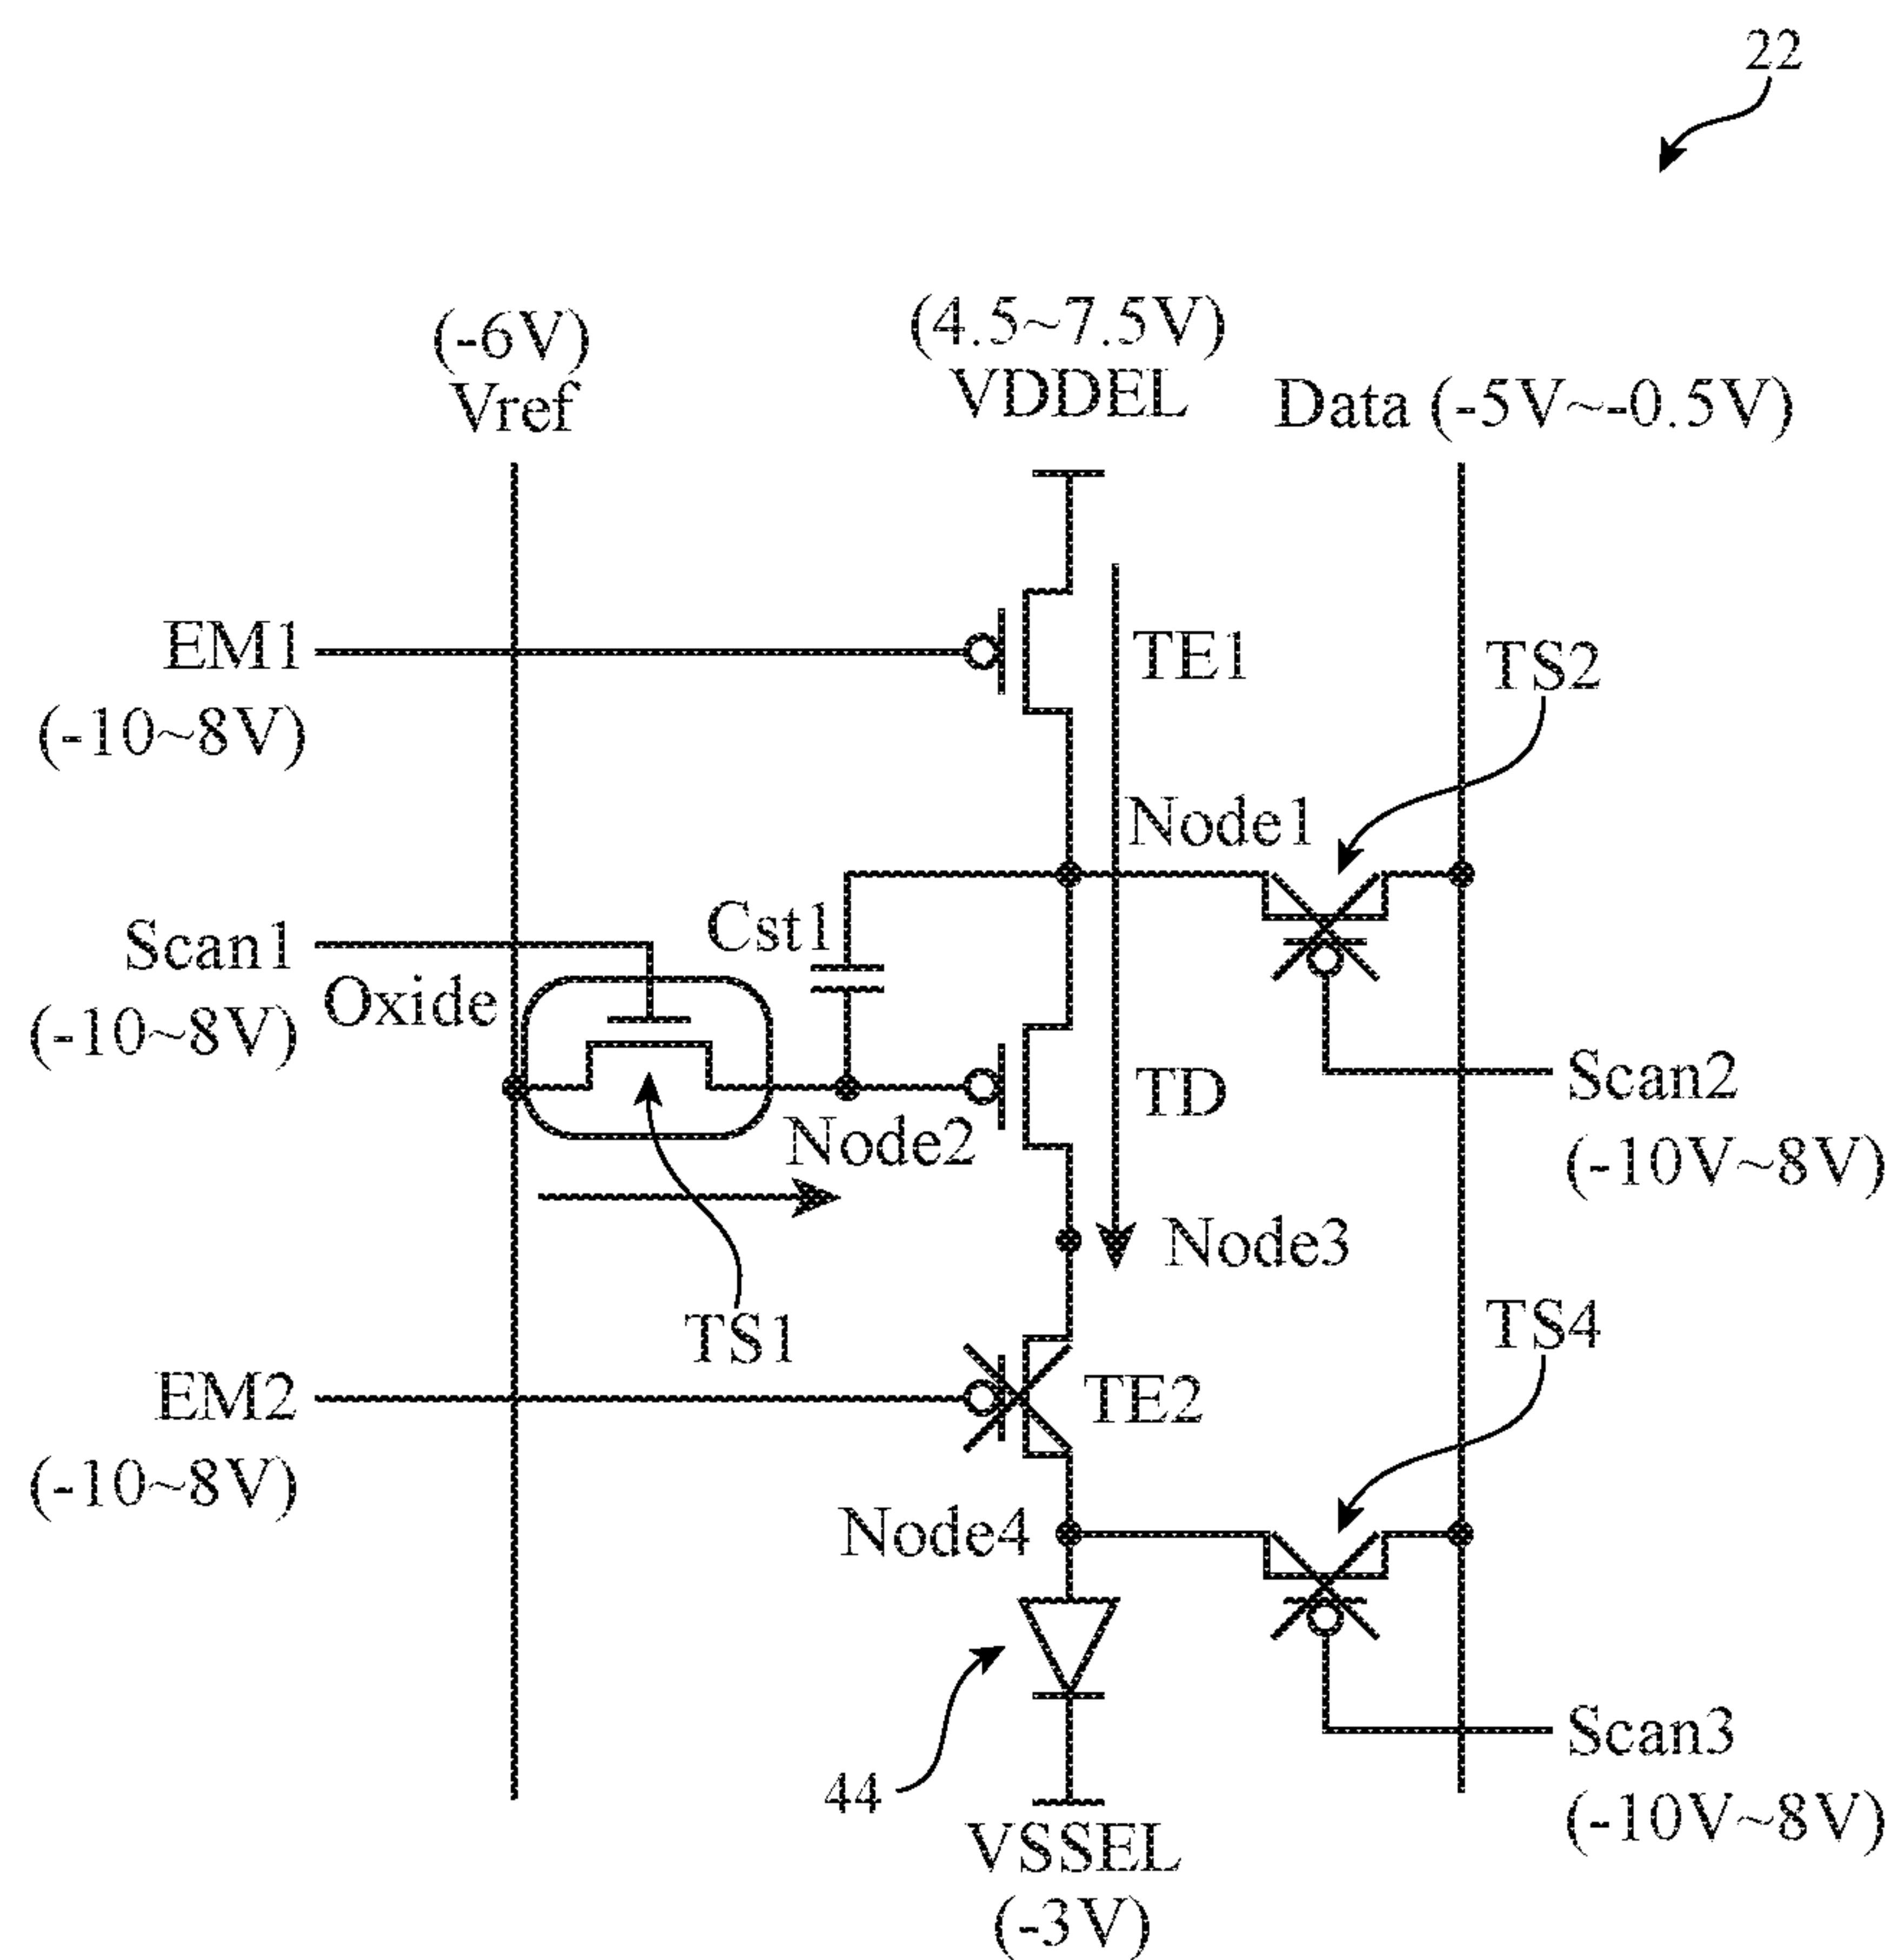 22
(-6V)
Vref
(4.5~7.5V)
VDDEL
Data (-5V~-0.5V)
EM1
(-10~8V)
TE1
TS2
Node1
Scan1
(-10~8V)
Oxide
Cst1
TD
Node2
Scan2
(-10V~8V)
Node3
TS1
TS4
EM2
(-10~8V)
TE2
Node4
Scan3
(-10V~8V)
44
VSSEL
(-3V)